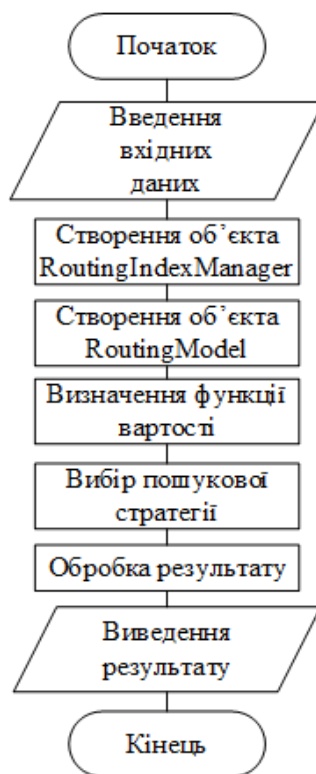 Початок
Введення
вхідних
даних
Створення об’єкта
RoutingIndexManager
Створення об’єкта
RoutingModel
Визначення функції
вартості
Вибір пошукової
стратегії
Обробка результату
Виведення
результату
Кінець